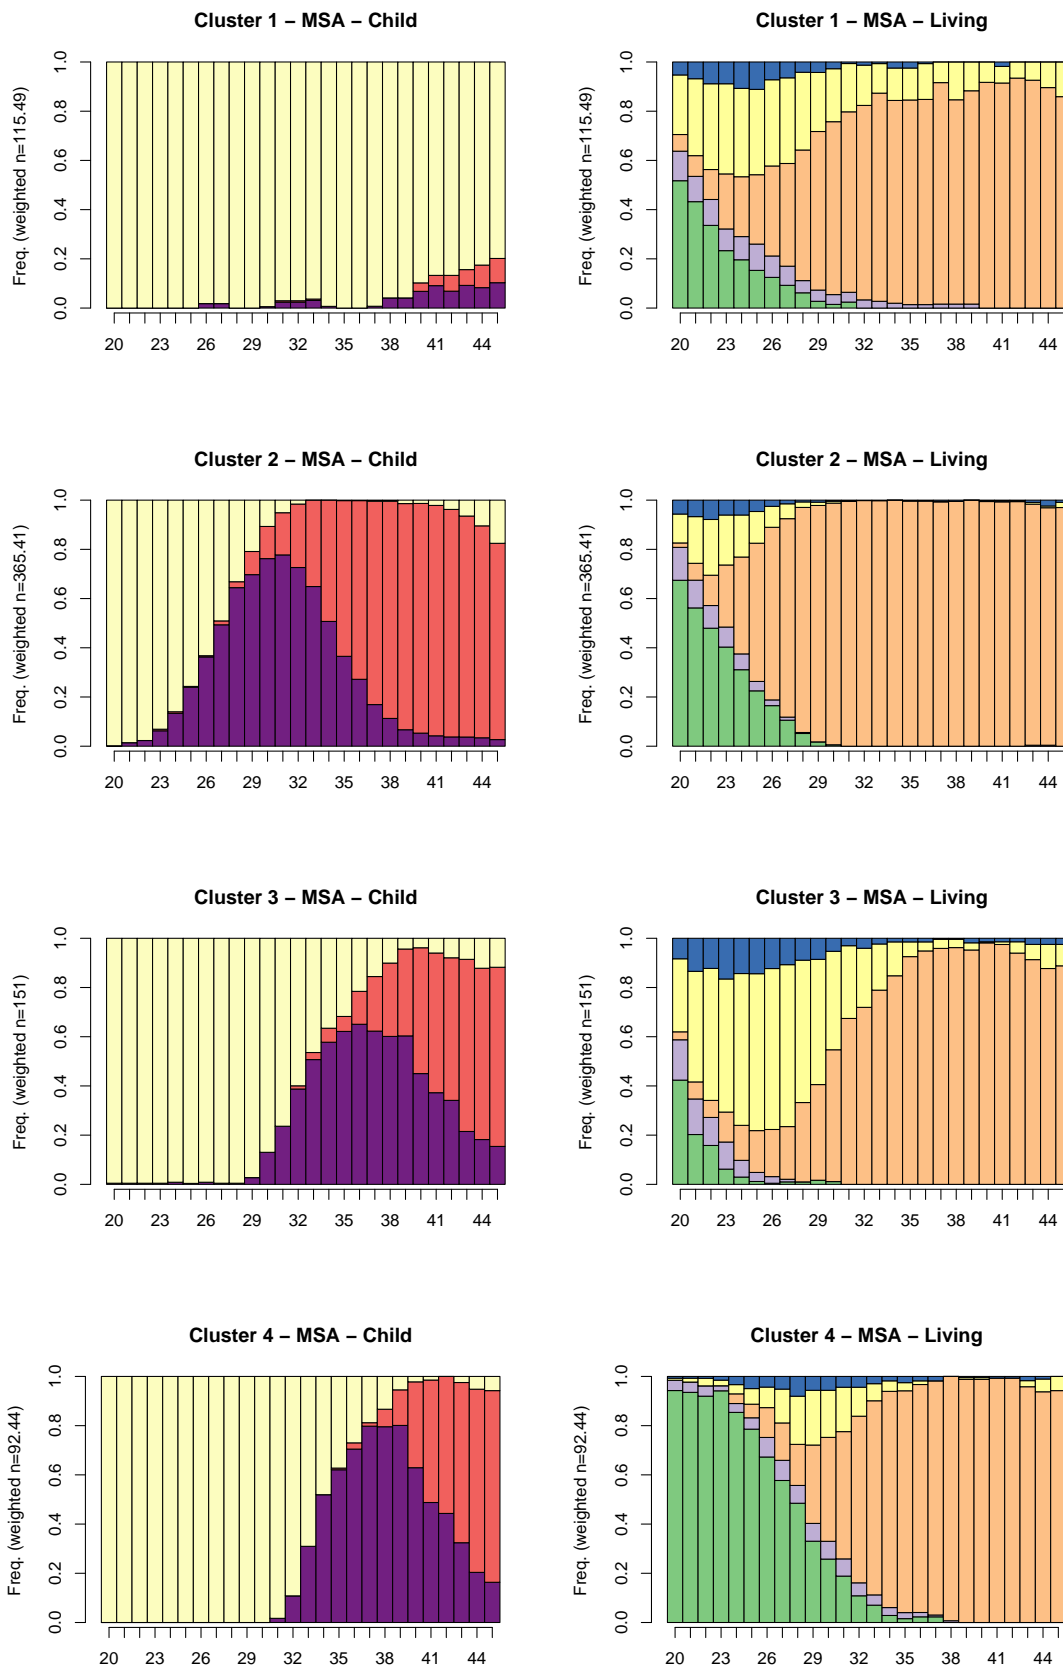 Cluster 1 − MSA − Child
Freq. (weighted n=115.49)
0.0 0.2 0.4 0.6 0.8 1.0
20 23 26 29 32 35 38 41 44
Cluster 1 − MSA − Living
Freq. (weighted n=115.49)
0.0 0.2 0.4 0.6 0.8 1.0
20 23 26 29 32 35 38 41 44
Cluster 2 − MSA − Child
Freq. (weighted n=365.41)
0.0 0.2 0.4 0.6 0.8 1.0
20 23 26 29 32 35 38 41 44
Cluster 2 − MSA − Living
Freq. (weighted n=365.41)
0.0 0.2 0.4 0.6 0.8 1.0
20 23 26 29 32 35 38 41 44
Cluster 3 − MSA − Child
Freq. (weighted n=151)
0.0 0.2 0.4 0.6 0.8 1.0
20 23 26 29 32 35 38 41 44
Cluster 3 − MSA − Living
Freq. (weighted n=151)
0.0 0.2 0.4 0.6 0.8 1.0
20 23 26 29 32 35 38 41 44
Cluster 4 − MSA − Child
Freq. (weighted n=92.44)
0.0 0.2 0.4 0.6 0.8 1.0
20 23 26 29 32 35 38 41 44
Cluster 4 − MSA − Living
Freq. (weighted n=92.44)
0.0 0.2 0.4 0.6 0.8 1.0
20 23 26 29 32 35 38 41 44